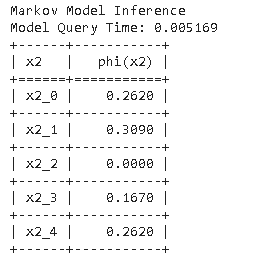 Markov Model Inference
Model Query Time: 0.005169
+------+-----------+
| x2   |   phi(x2) |
+======+===========+
| x2_0 |    0.2620 |
+------+-----------+
| x2_1 |    0.3090 |
+------+-----------+
| x2_2 |    0.0000 |
+------+-----------+
| x2_3 |    0.1670 |
+------+-----------+
| x2_4 |    0.2620 |
+------+-----------+